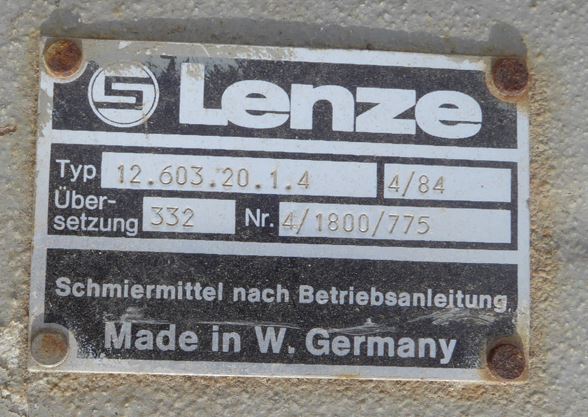 Lenze
Typ 12.603.20.1.4 4/84
Über-
setzung 332 Nr. 4/1800/775
Schmiermittel nach Betriebsanleitung
Made in W. Germany